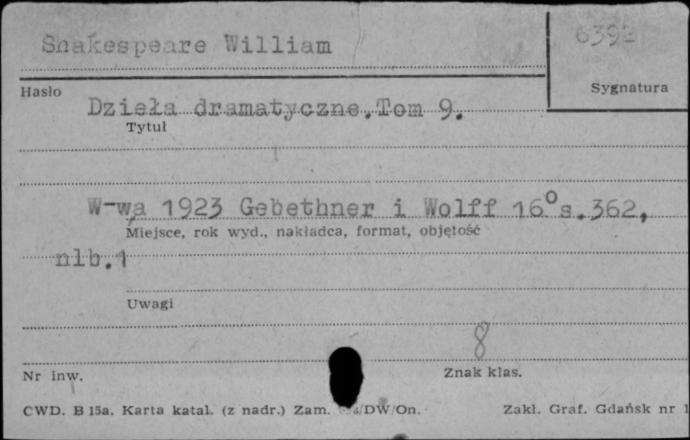 Shakespeare William
6392
Hasło
Sygnatura
Dzieła dramatyczne.Tom 9.
Tytuł
W-wa 1923 Gebethner i Wolff 16°s.362,
Miejsce, rok wyd., nakładca, format, objętość
nlb.1
Uwagi
8
Nr inw.
Znak klas.
CWD. B 15a. Karta katal. (z nadr.) Zam. /DW/On.
Zakł. Graf. Gdańsk nr 1